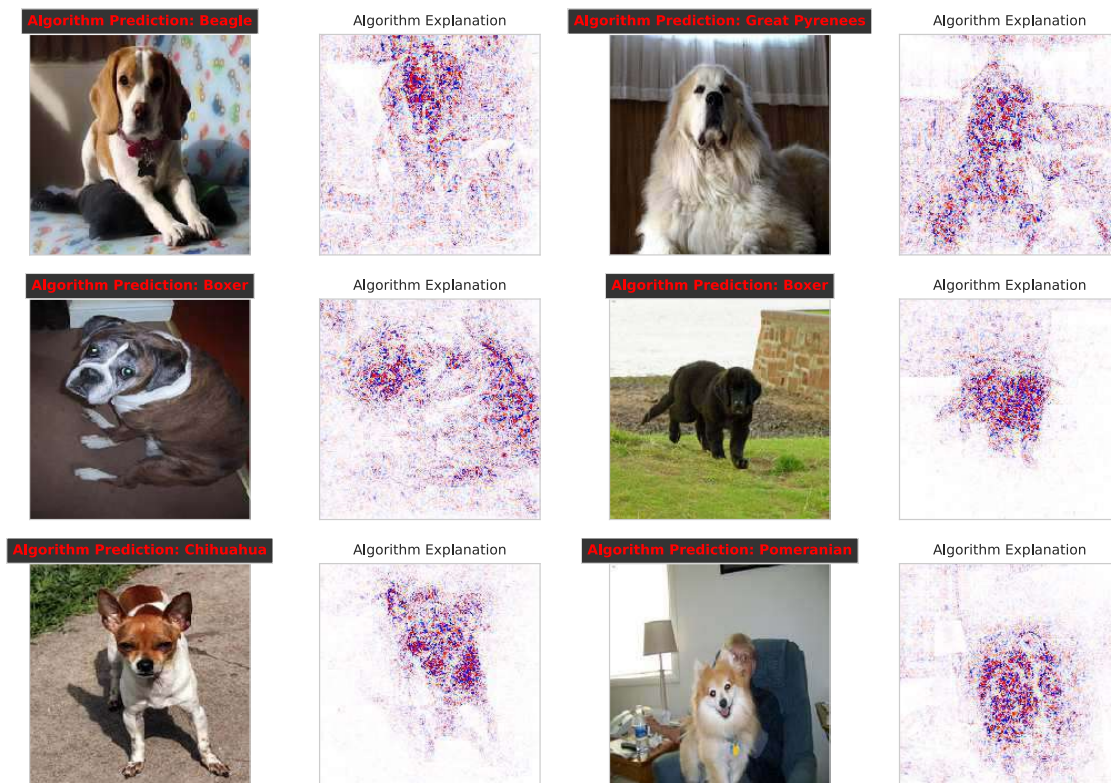 Algorithm Prediction: Beagle
Algorithm Explanation
Algorithm Prediction: Great Pyrenees
Algorithm Explanation
Algorithm Prediction: Boxer
Algorithm Explanation
Algorithm Prediction: Boxer
Algorithm Explanation
Algorithm Prediction: Chihuahua
Algorithm Explanation
Algorithm Prediction: Pomeranian
Algorithm Explanation